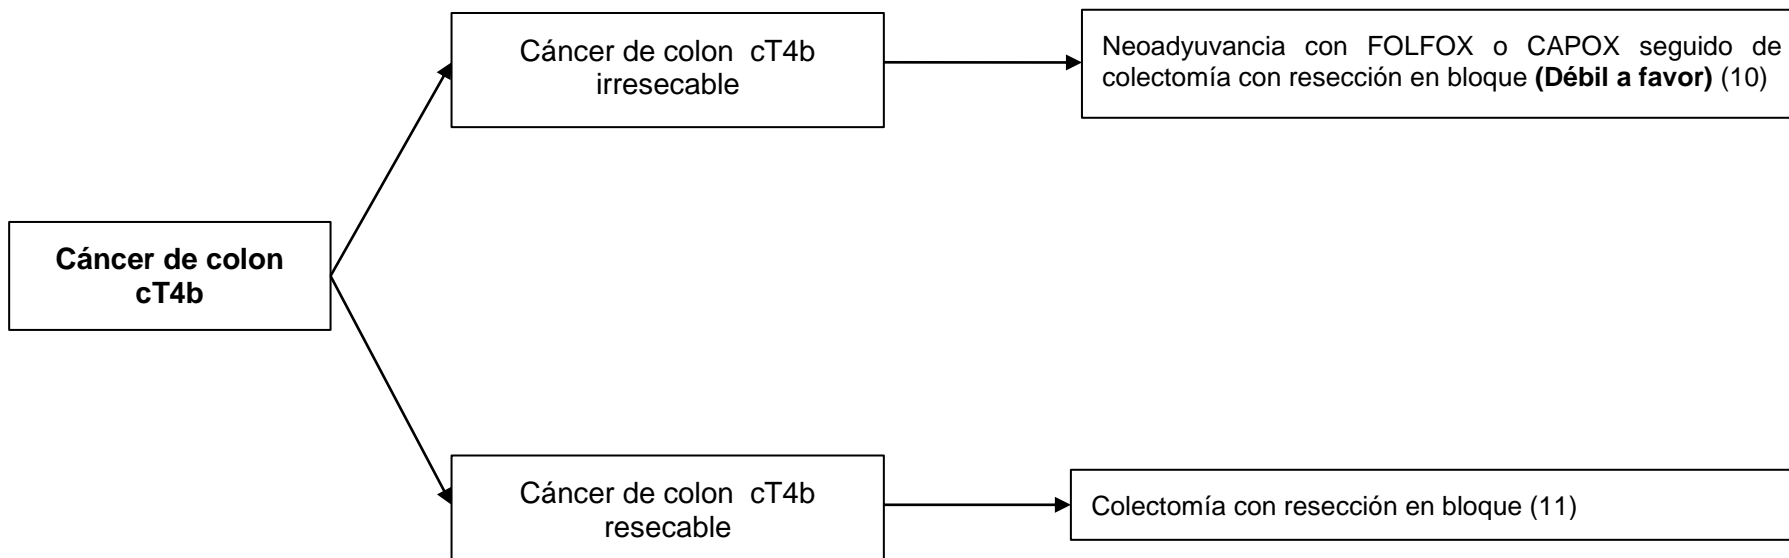 Cáncer de colon cT4b
irresecable
Neoadyuvancia con FOLFOX o CAPOX seguido de
colectomía con resección en bloque (Débil a favor) (10)
Cáncer de colon
cT4b
Cáncer de colon cT4b
resecable
Colectomía con resección en bloque (11)